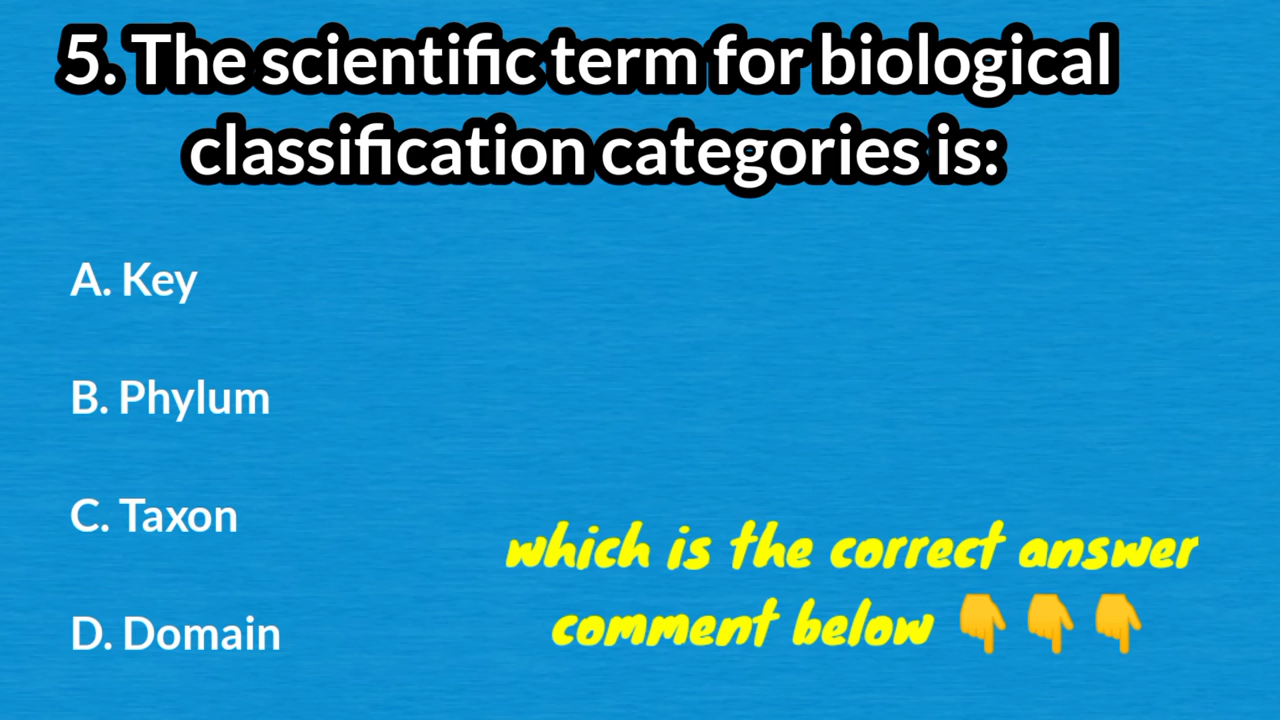 5. The scientific term for biological
classification categories is:
A. Key
B. Phylum
C. Taxon
D. Domain
which is the correct answer
comment below 👇👇👇